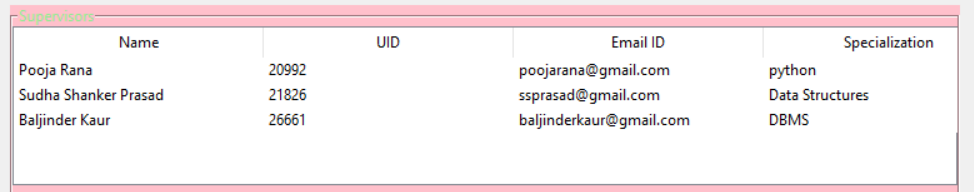 Supervisors
Name UID Email ID Specialization
Pooja Rana 20992 poojarana@gmail.com python
Sudha Shanker Prasad 21826 ssprasad@gmail.com Data Structures
Baljinder Kaur 26661 baljinderkaur@gmail.com DBMS